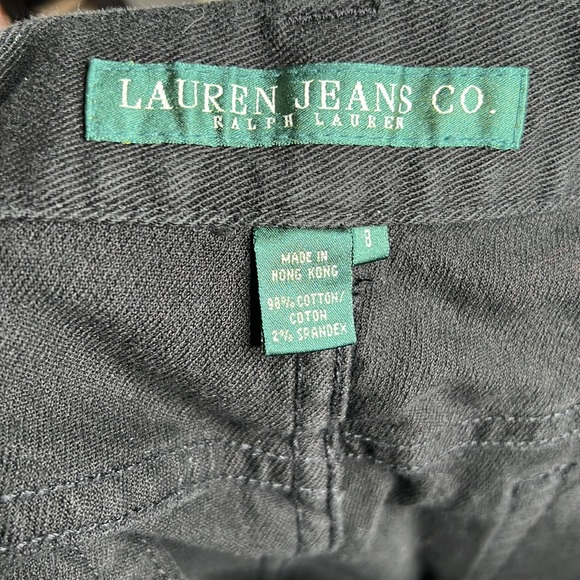 LAUREN JEANS CO.
RALPH LAUREN
8
MADE IN
HONG KONG
98% COTTON/
COTON
2% SPANDEX